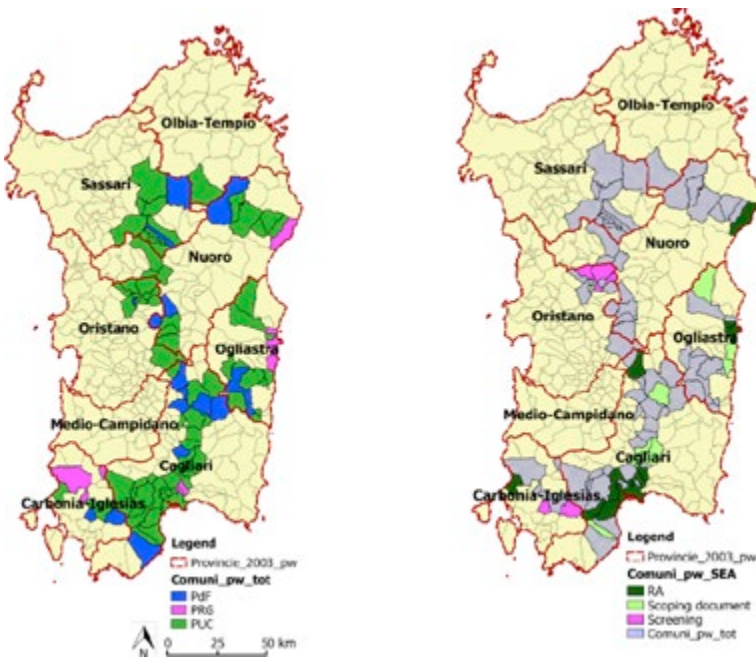 Olbia-Tempio
Sassari
Nuoro
Oristano
Ogliastra
Medio-Campidano
Cagliari
Carbonia-Iglesias
Legend
Provincie_2003_pw
Comuni_pw_tot
PdF
PRG
PUC
N
0 25 50 km
Olbia-Tempio
Sassari
Nuoro
Oristano
Ogliastra
Medio-Campidano
Cagliari
Carbonia-Iglesias
Legend
Provincie_2003_pw
Comuni_pw_SEA
RA
Scoping document
Screening
Comuni_pw_tot